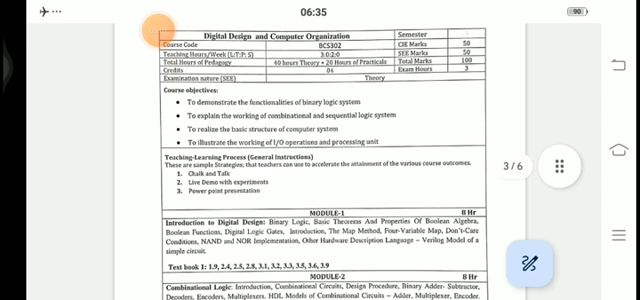 06:35
90
Digital Design and Computer Organization Semester
Course Code BCS302 CIE Marks 50
Teaching Hours/Week (L:T:P: S) 3:0:2:0 SEE Marks 50
Total Hours of Pedagogy 40 hours Theory + 20 Hours of Practicals Total Marks 100
Credits 04 Exam Hours 3
Examination nature (SEE) Theory
Course objectives:
• To demonstrate the functionalities of binary logic system
• To explain the working of combinational and sequential logic system
• To realize the basic structure of computer system
• To illustrate the working of I/O operations and processing unit
Teaching-Learning Process (General Instructions)
These are sample Strategies; that teachers can use to accelerate the attainment of the various course outcomes.
1. Chalk and Talk
2. Live Demo with experiments
3. Power point presentation
3/6
MODULE-1 8 Hr
Introduction to Digital Design: Binary Logic, Basic Theorems And Properties Of Boolean Algebra,
Boolean Functions, Digital Logic Gates, Introduction, The Map Method, Four-Variable Map, Don't-Care
Conditions, NAND and NOR Implementation, Other Hardware Description Language – Verilog Model of a
simple circuit.
Text book 1: 1.9, 2.4, 2.5, 2.8, 3.1, 3.2, 3.3, 3.5, 3.6, 3.9
MODULE-2 8 Hr
Combinational Logic: Introduction, Combinational Circuits, Design Procedure, Binary Adder- Subtractor,
Decoders, Encoders, Multiplexers. HDL Models of Combinational Circuits – Adder, Multiplexer, Encoder.